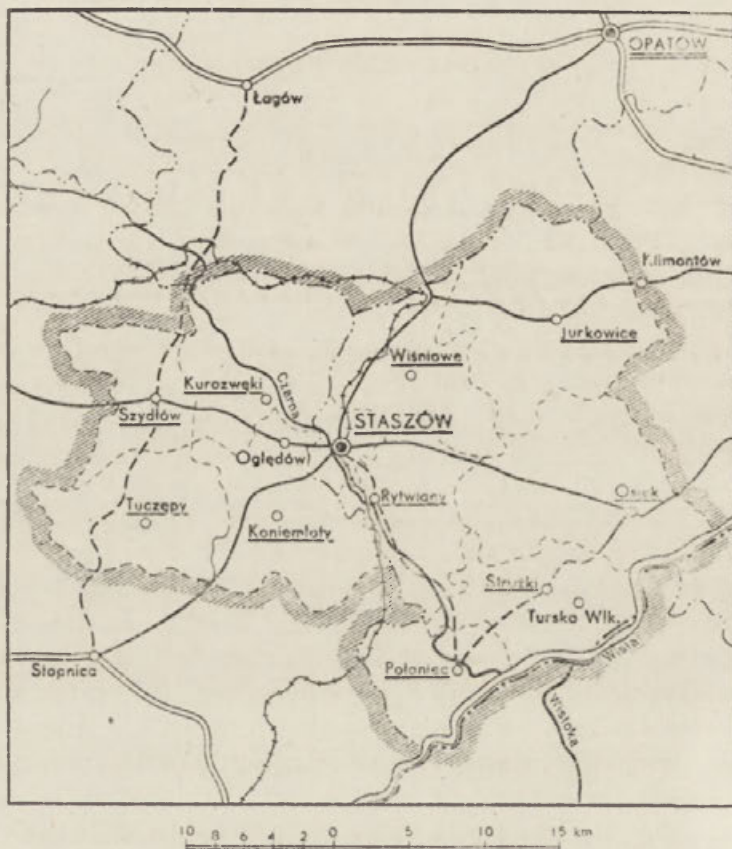 OPATÓW
Łagów
Klimontów
Jurkowice
Wiśniowe
Kurozwęki
Czarna
Szydłów
STASZÓW
Oględów
Osiek
Rytwiany
Tuczępy
Koniemłoty
Strużki
Turska Wlk.
Wisła
Stopnica
Połaniec
Wisłoka
10 8 6 4 2 0 5 10 15 km